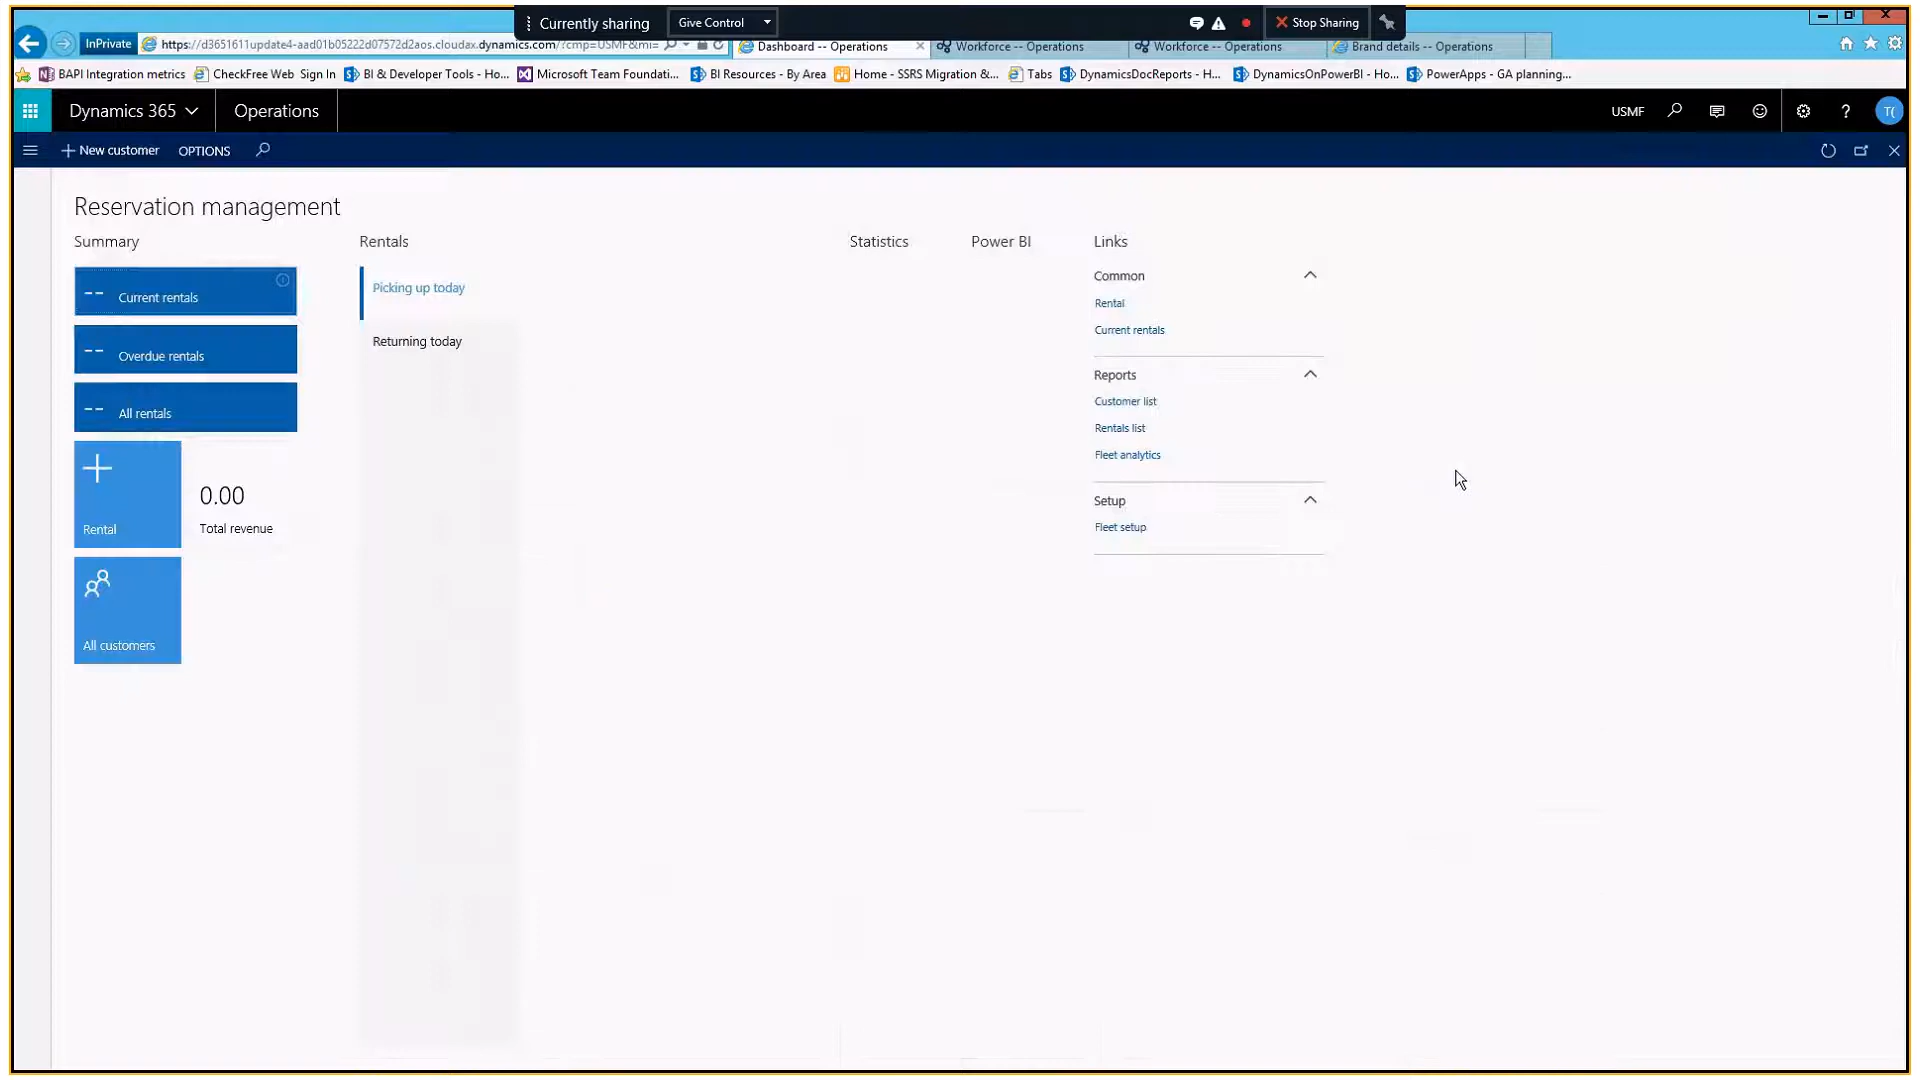 Currently sharing
Give Control
Stop Sharing
InPrivate
https://d3651611update4-aad01b05222d07572d2aos.cloudax.dynamics.com/?cmp=USMF&mi=
Dashboard -- Operations
Workforce -- Operations
Workforce -- Operations
Brand details -- Operations
BAPI Integration metrics
CheckFree Web Sign In
BI & Developer Tools - Ho...
Microsoft Team Foundati...
BI Resources - By Area
Home - SSRS Migration &...
Tabs
DynamicsDocReports - H...
DynamicsOnPowerBI - Ho...
PowerApps - GA planning...
Dynamics 365
Operations
USMF
?
T(
New customer
OPTIONS
Reservation management
Summary
Rentals
Statistics
Power BI
Links
-- Current rentals
-- Overdue rentals
-- All rentals
Rental
0.00
Total revenue
All customers
Picking up today
Returning today
Common
Rental
Current rentals
Reports
Customer list
Rentals list
Fleet analytics
Setup
Fleet setup